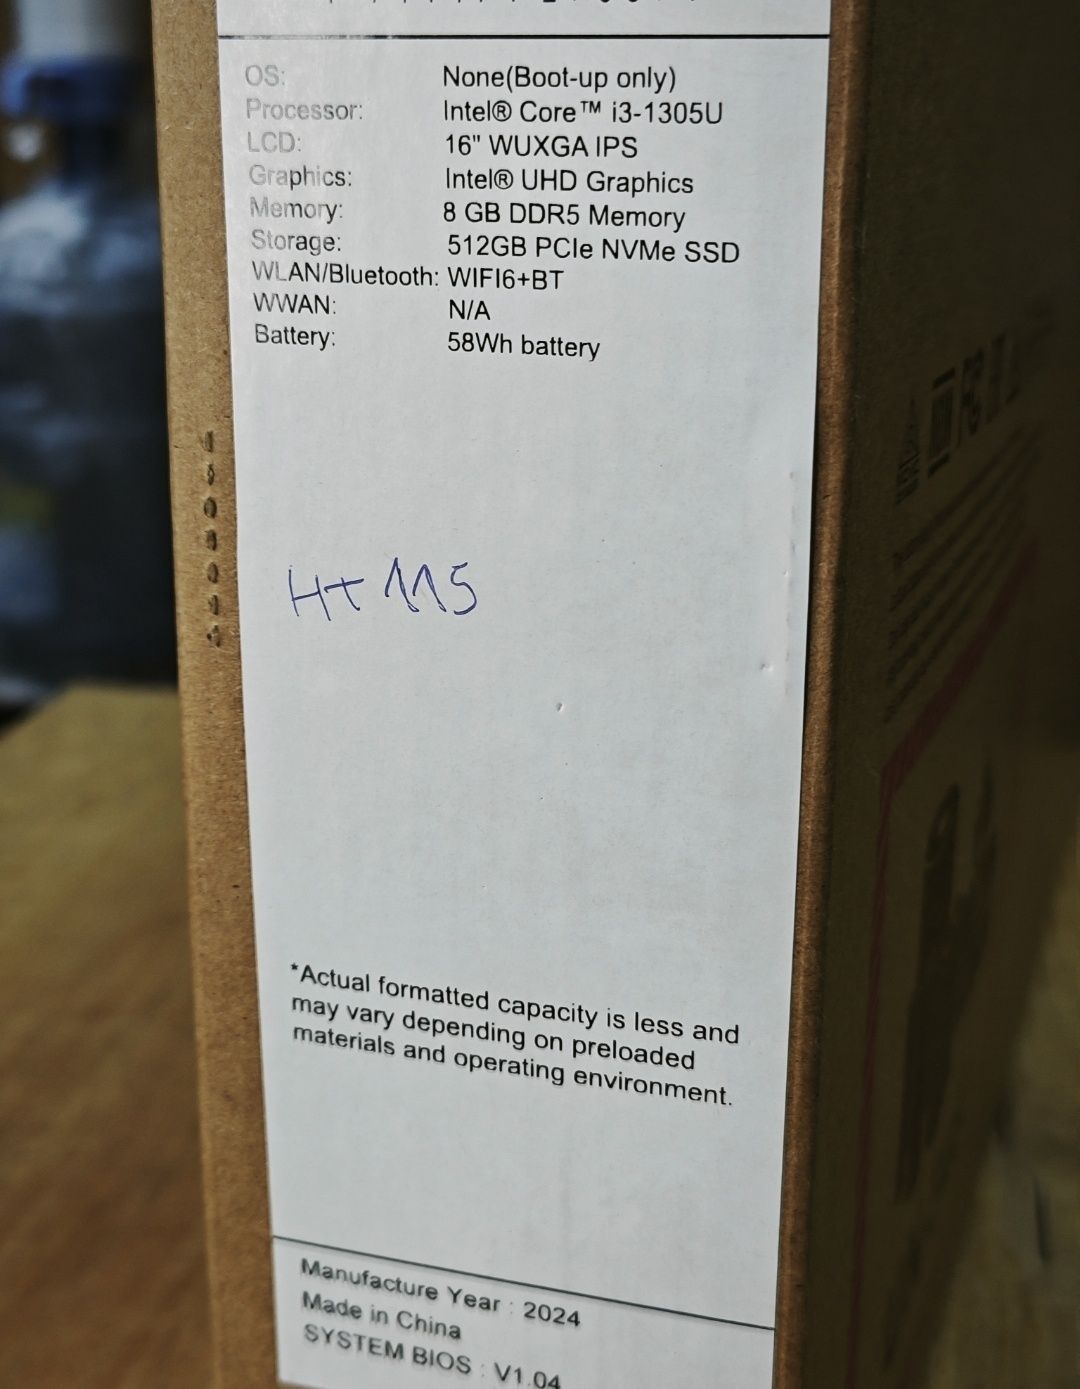 OS: None(Boot-up only)
Processor: Intel® Core™ i3-1305U
LCD: 16" WUXGA IPS
Graphics: Intel® UHD Graphics
Memory: 8 GB DDR5 Memory
Storage: 512GB PCIe NVMe SSD
WLAN/Bluetooth: WIFI6+BT
WWAN: N/A
Battery: 58Wh battery
H+ 115
*Actual formatted capacity is less and
may vary depending on preloaded
materials and operating environment.
Manufacture Year : 2024
Made in China
SYSTEM BIOS : V1.04